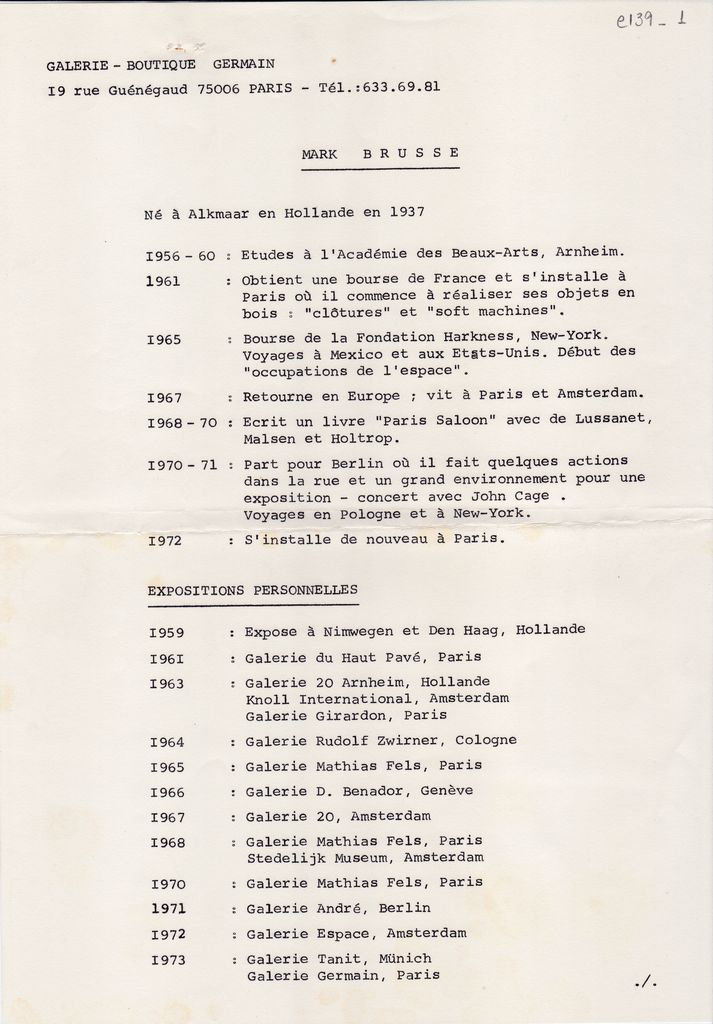 e139_1
GALERIE - BOUTIQUE GERMAIN
I9 rue Guénégaud 75006 PARIS - Tél.:633.69.81
MARK B R U S S E
Né à Alkmaar en Hollande en 1937
I956 - 60 : Etudes à l'Académie des Beaux-Arts, Arnheim.
1961 : Obtient une bourse de France et s'installe à
Paris où il commence à réaliser ses objets en
bois : "clôtures" et "soft machines".
I965 : Bourse de la Fondation Harkness, New-York.
Voyages à Mexico et aux Etats-Unis. Début des
"occupations de l'espace".
I967 : Retourne en Europe ; vit à Paris et Amsterdam.
I968 - 70 : Ecrit un livre "Paris Saloon" avec de Lussanet,
Malsen et Holtrop.
I970 - 71 : Part pour Berlin où il fait quelques actions
dans la rue et un grand environnement pour une
exposition - concert avec John Cage .
Voyages en Pologne et à New-York.
I972 : S'installe de nouveau à Paris.
EXPOSITIONS PERSONNELLES
I959 : Expose à Nimwegen et Den Haag, Hollande
I96I : Galerie du Haut Pavé, Paris
I963 : Galerie 20 Arnheim, Hollande
Knoll International, Amsterdam
Galerie Girardon, Paris
I964 : Galerie Rudolf Zwirner, Cologne
I965 : Galerie Mathias Fels, Paris
I966 : Galerie D. Benador, Genève
I967 : Galerie 20, Amsterdam
I968 : Galerie Mathias Fels, Paris
Stedelijk Museum, Amsterdam
I970 : Galerie Mathias Fels, Paris
1971 : Galerie André, Berlin
I972 : Galerie Espace, Amsterdam
I973 : Galerie Tanit, Münich
Galerie Germain, Paris
./.